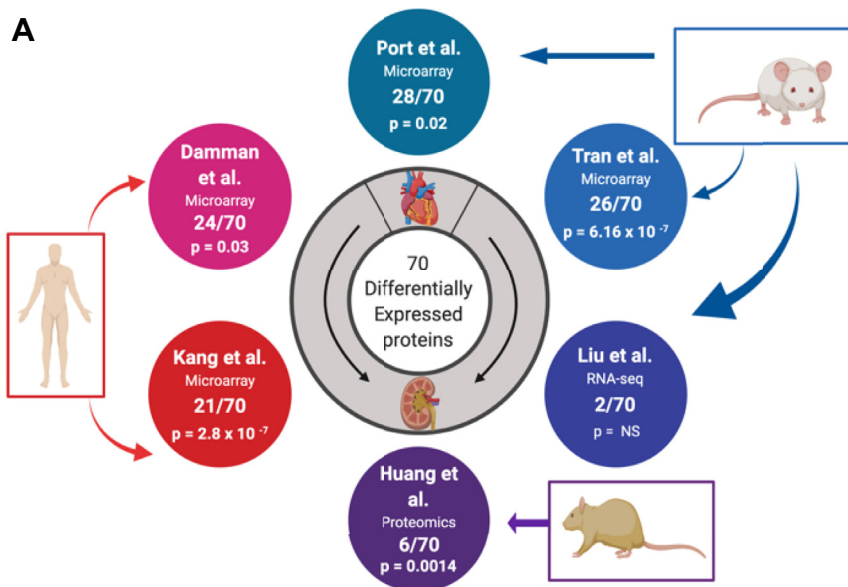 A
Port et al.
Microarray
28/70
p = 0.02
Damman
et al.
Microarray
24/70
p = 0.03
Tran et al.
Microarray
26/70
p = 6.16 x 10 -7
70
Differentially
Expressed
proteins
Kang et al.
Microarray
21/70
p = 2.8 x 10 -7
Liu et al.
RNA-seq
2/70
p = NS
Huang et
al.
Proteomics
6/70
p = 0.0014